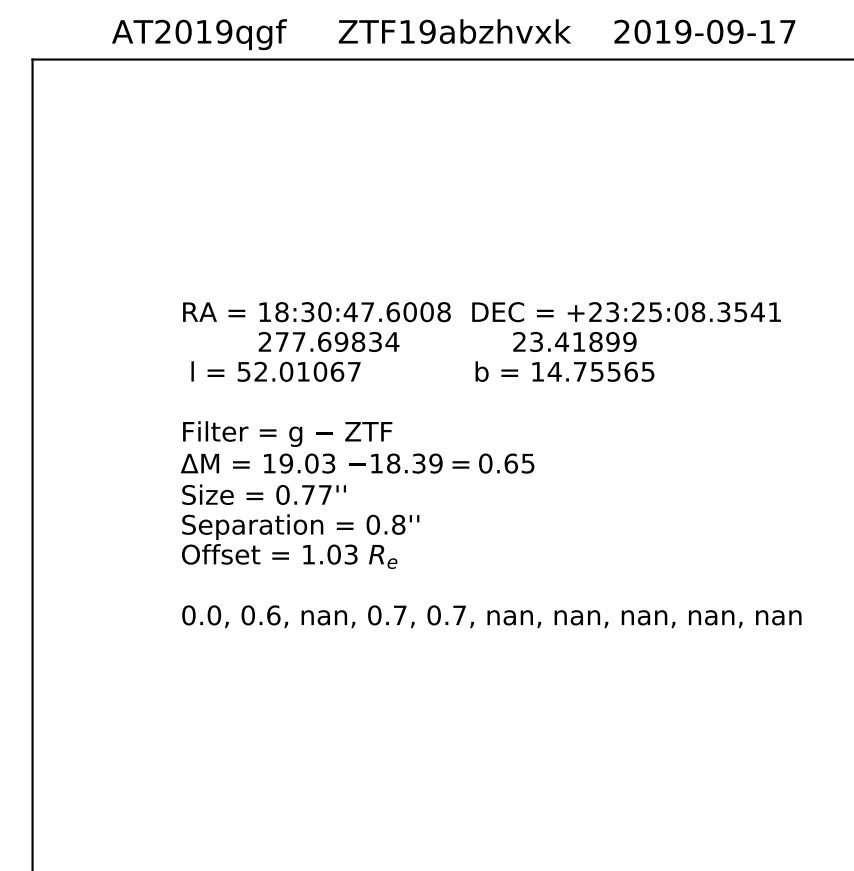 AT2019qgf ZTF19abzhvxk 2019-09-17
RA = 18:30:47.6008 DEC = +23:25:08.3541
277.69834 23.41899
l = 52.01067 b = 14.75565
Filter = g − ZTF
ΔM = 19.03 −18.39 = 0.65
Size = 0.77''
Separation = 0.8''
Offset = 1.03 Re
0.0, 0.6, nan, 0.7, 0.7, nan, nan, nan, nan, nan